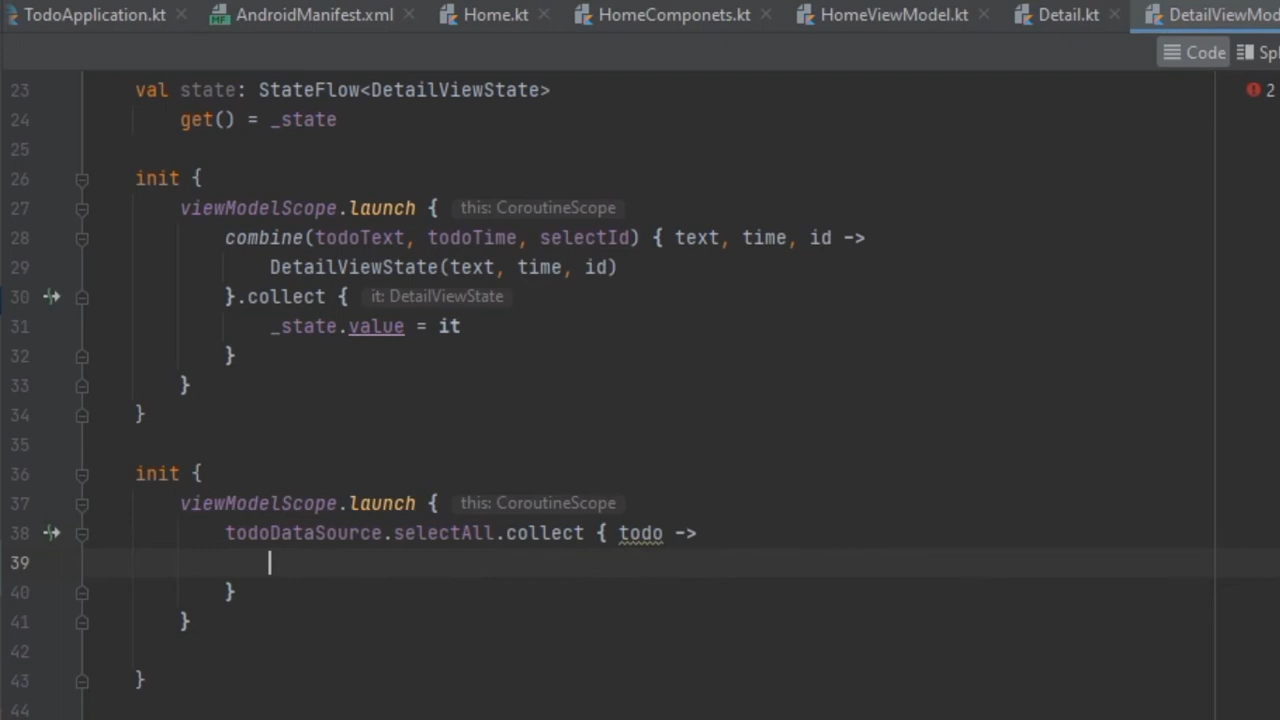 TodoApplication.kt AndroidManifest.xml Home.kt HomeComponets.kt HomeViewModel.kt Detail.kt DetailViewMod
Code Spl
23 val state: StateFlow<DetailViewState> 2
24 get() = _state
25
26 init {
27 viewModelScope.launch { this: CoroutineScope
28 combine(todoText, todoTime, selectId) { text, time, id ->
29 DetailViewState(text, time, id)
30 }.collect { it: DetailViewState
31 _state.value = it
32 }
33 }
34 }
35
36 init {
37 viewModelScope.launch { this: CoroutineScope
38 todoDataSource.selectAll.collect { todo ->
39
40 }
41 }
42
43 }
44